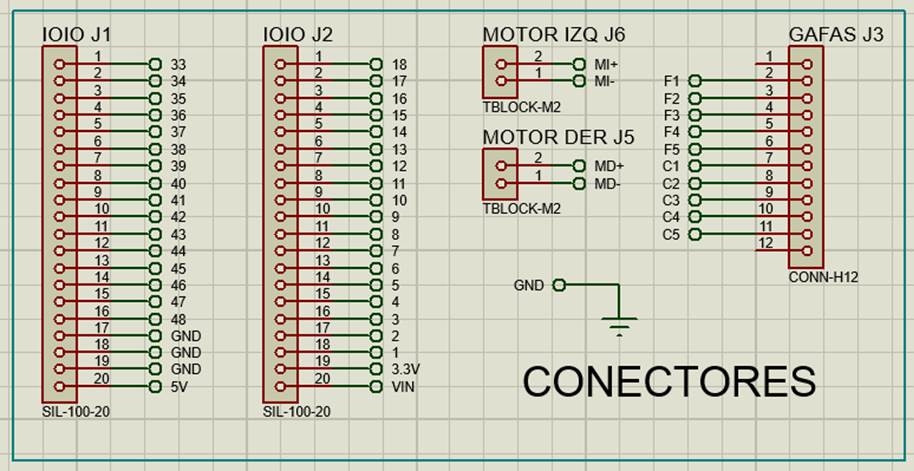 IOIO J1
1 33
2 34
3 35
4 36
5 37
6 38
7 39
8 40
9 41
10 42
11 43
12 44
13 45
14 46
15 47
16 48
17 GND
18 GND
19 GND
20 5V
SIL-100-20
IOIO J2
1 18
2 17
3 16
4 15
5 14
6 13
7 12
8 11
9 10
10 9
11 8
12 7
13 6
14 5
15 4
16 3
17 2
18 1
19 3.3V
20 VIN
SIL-100-20
MOTOR IZQ J6
2 MI+
1 MI-
TBLOCK-M2
MOTOR DER J5
2 MD+
1 MD-
TBLOCK-M2
GAFAS J3
1
F1 2
F2 3
F3 4
F4 5
F5 6
C1 7
C2 8
C3 9
C4 10
C5 11
12
CONN-H12
GND
CONECTORES